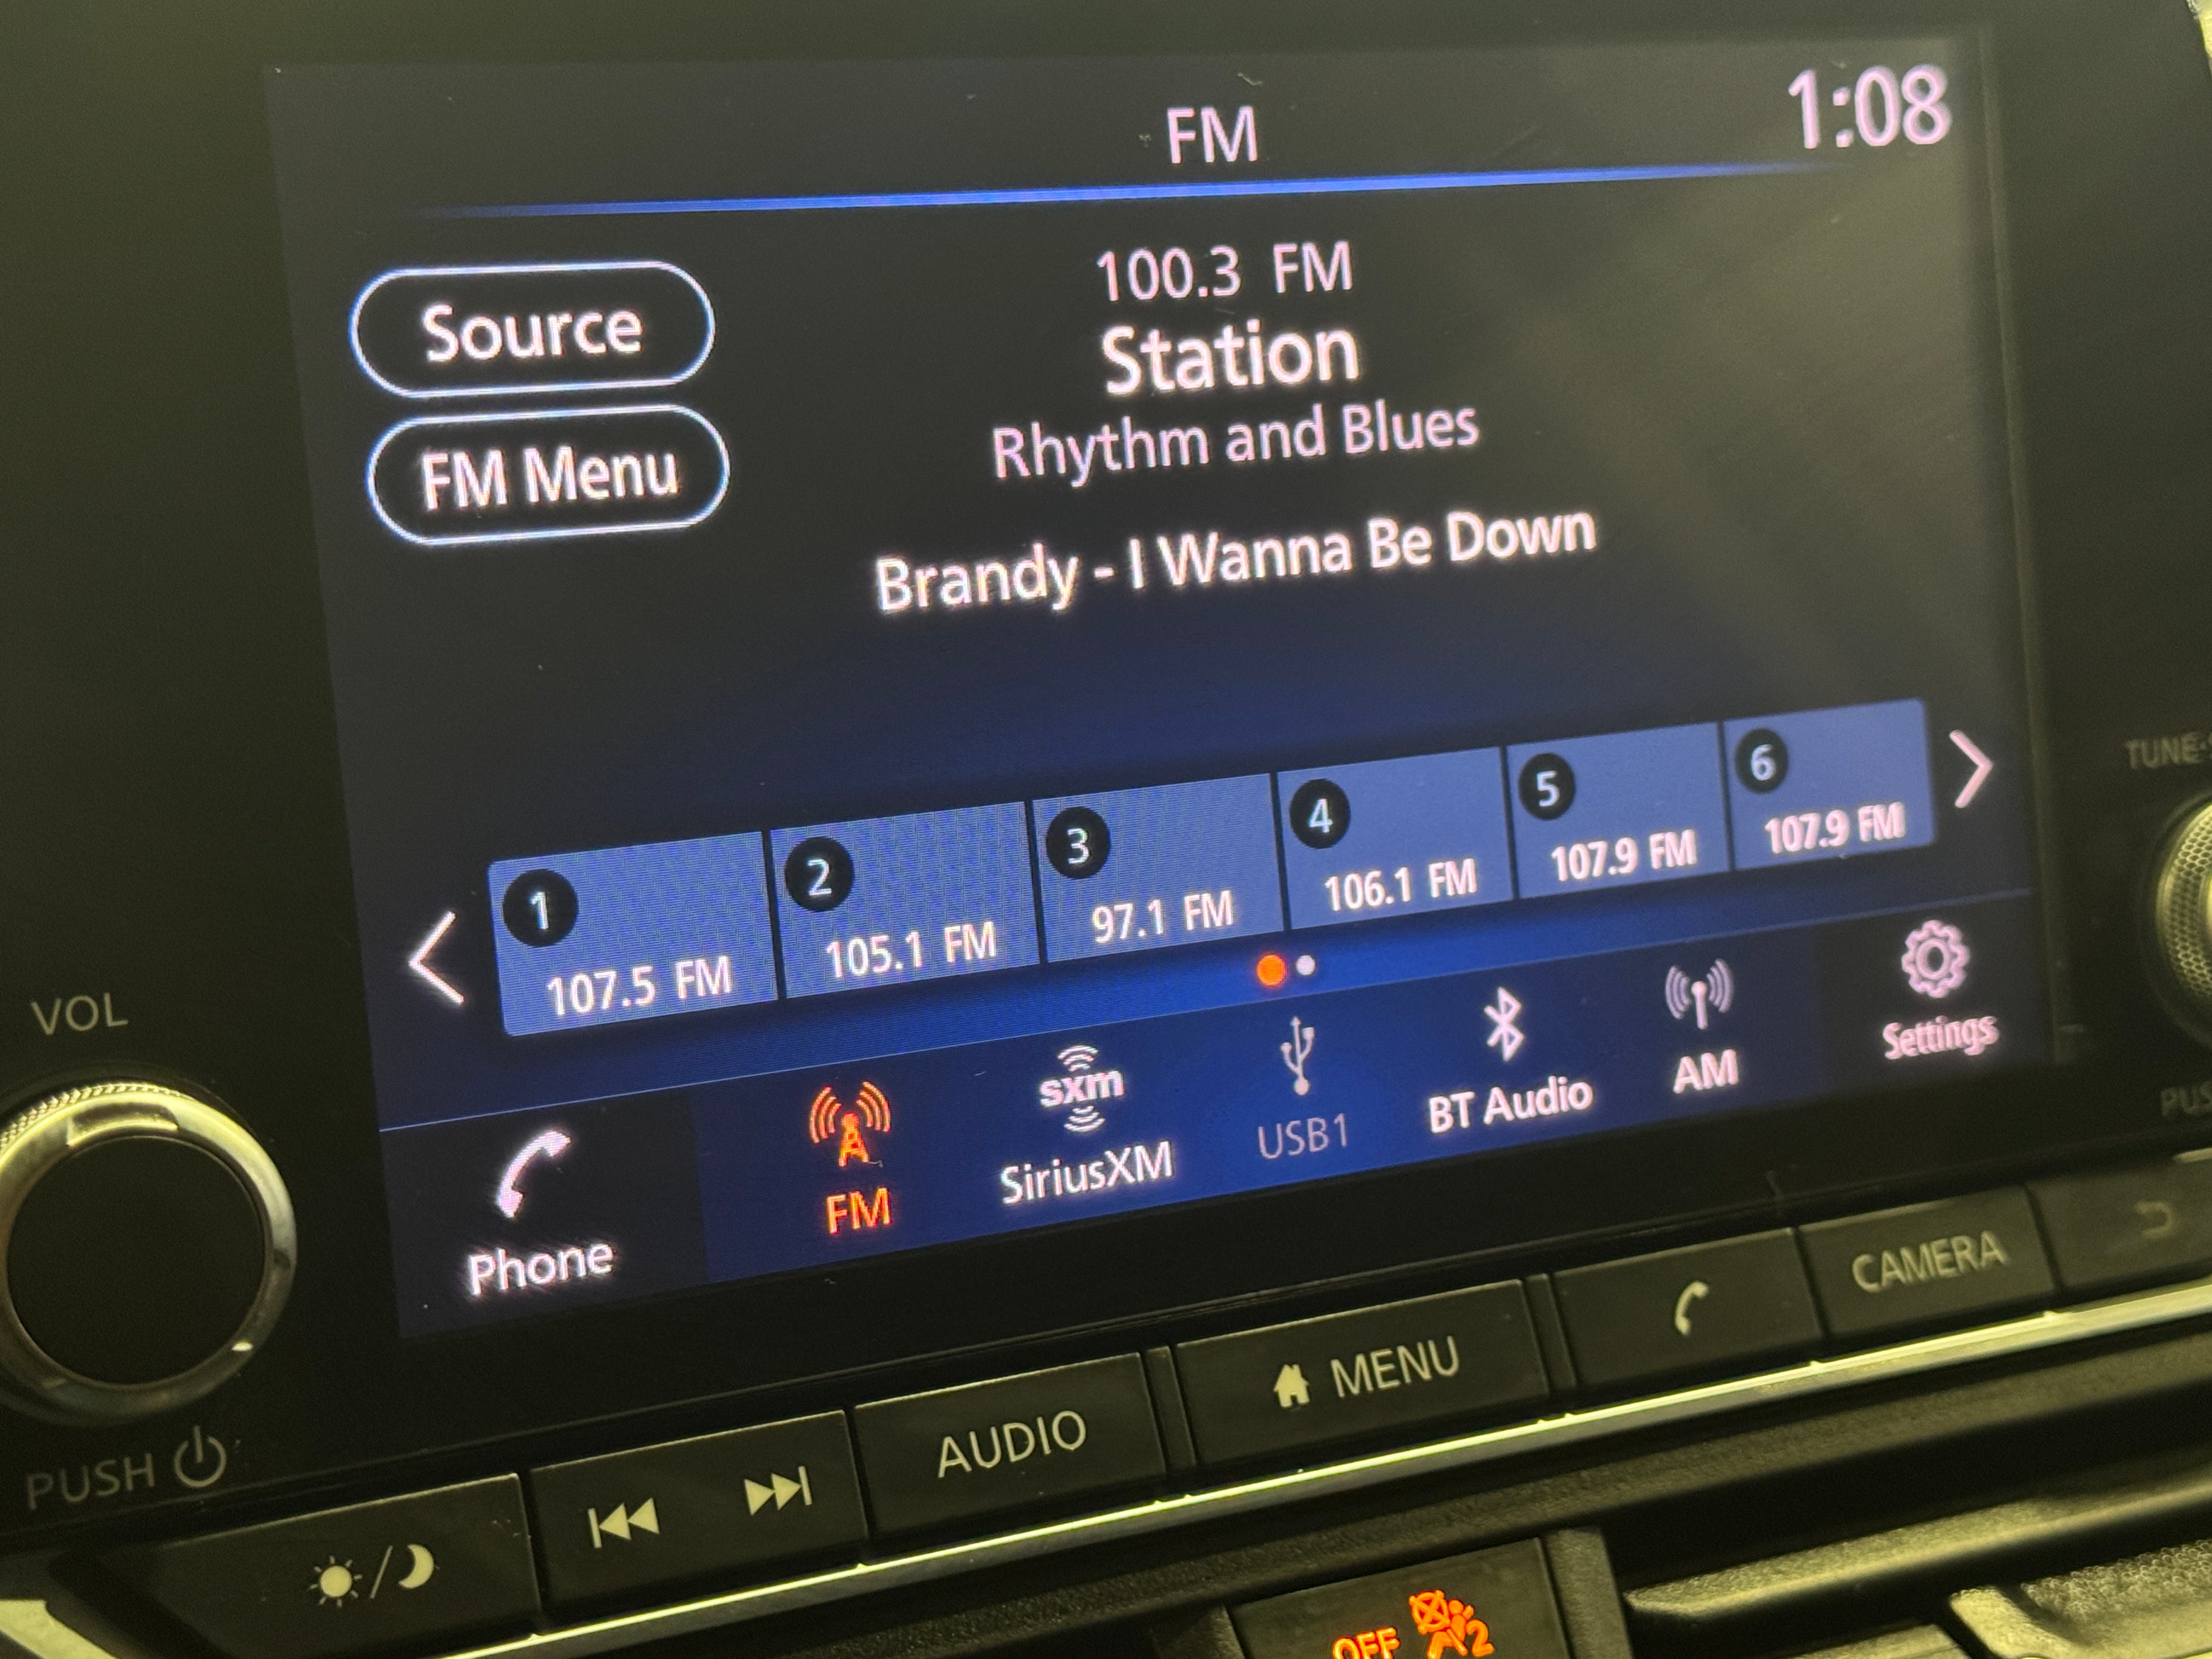 FM
1:08
100.3 FM
Source
Station
FM Menu
Rhythm and Blues
Brandy - I Wanna Be Down
1
107.5 FM
2
105.1 FM
3
97.1 FM
4
106.1 FM
5
107.9 FM
6
107.9 FM
Phone
FM
sxm
SiriusXM
USB1
BT Audio
AM
Settings
VOL
PUSH
AUDIO
MENU
CAMERA
OFF
2